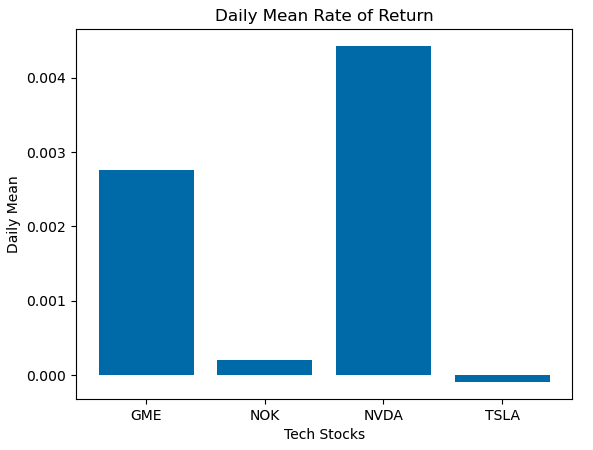 Daily Mean Rate of Return
Daily Mean
0.004
0.003
0.002
0.001
0.000
GME NOK NVDA TSLA
Tech Stocks